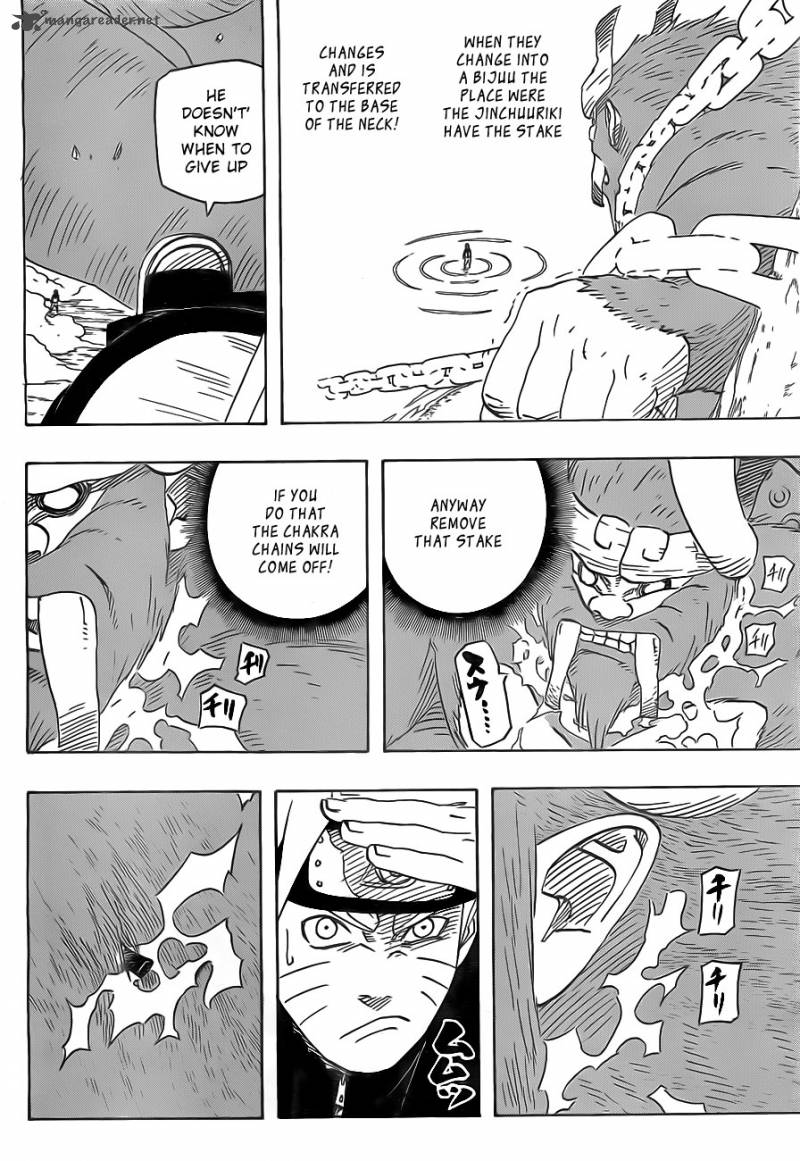 mangareader.net
WHEN THEY
CHANGE INTO
A BIJUU THE
PLACE WERE
THE JINCHUURIKI
HAVE THE STAKE
CHANGES
AND IS
TRANSFERRED
TO THE BASE
OF THE NECK!
HE
DOESN'T'
KNOW
WHEN TO
GIVE UP
ANYWAY
REMOVE
THAT STAKE
スウ……
チリ
チリ
IF YOU
DO THAT
THE CHAKRA
CHAINS WILL
COME OFF!
チリ
チリ
チリ
チリ
ムムッ